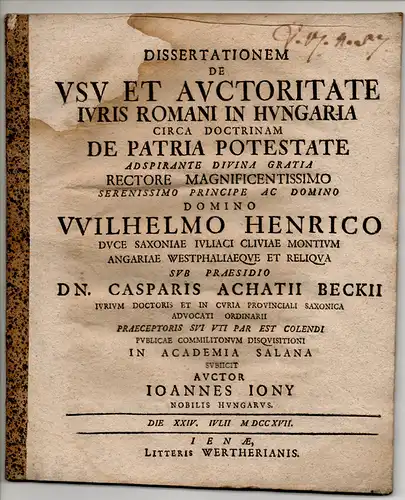 DISSERTATIONEM
DE
VSV ET AVCTORITATE
IVRIS ROMANI IN HVNGARIA
CIRCA DOCTRINAM
DE PATRIA POTESTATE
ADSPIRANTE DIVINA GRATIA
RECTORE MAGNIFICENTISSIMO
SERENISSIMO PRINCIPE AC DOMINO
DOMINO
VVILHELMO HENRICO
DVCE SAXONIAE IVLIACI CLIVIAE MONTIVM
ANGARIAE WESTPHALIAEQVE ET RELIQVA
SVB PRAESIDIO
DN. CASPARIS ACHATII BECKII
IVRIVM DOCTORIS ET IN CVRIA PROVINCIALI SAXONICA
ADVOCATI ORDINARII
PRAECEPTORIS SVI VTI PAR EST COLENDI
PVBLICAE COMMILITONVM DISQVISITIONI
IN ACADEMIA SALANA
SVBIICIT
AVCTOR
IOANNES IONY
NOBILIS HVNGARVS.
DIE XXIV. IVLII MDCCXVII.
IENÆ,
LITTERIS WERTHERIANIS.